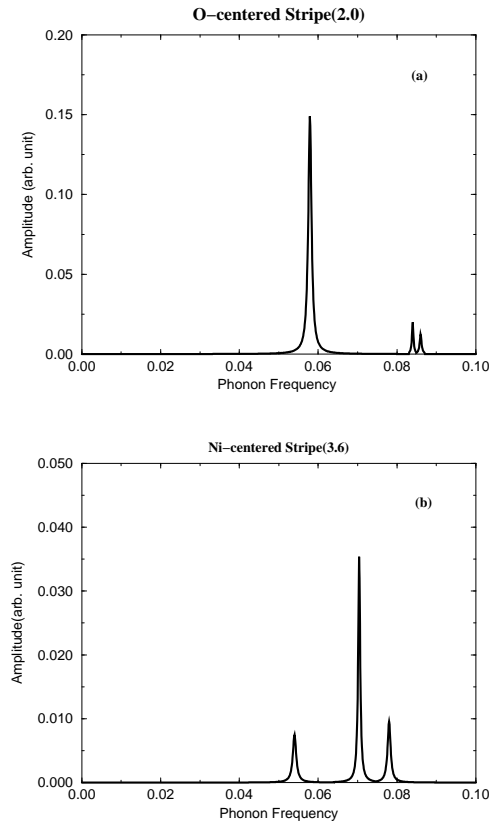 O−centered Stripe(2.0)
0.20
(a)
0.15
Amplitude (arb. unit)
0.10
0.05
0.00
0.00 0.02 0.04 0.06 0.08 0.10
Phonon Frequency
Ni−centered Stripe(3.6)
0.050
(b)
0.040
0.030
Amplitude(arb. unit)
0.020
0.010
0.000
0.00 0.02 0.04 0.06 0.08 0.10
Phonon Frequency